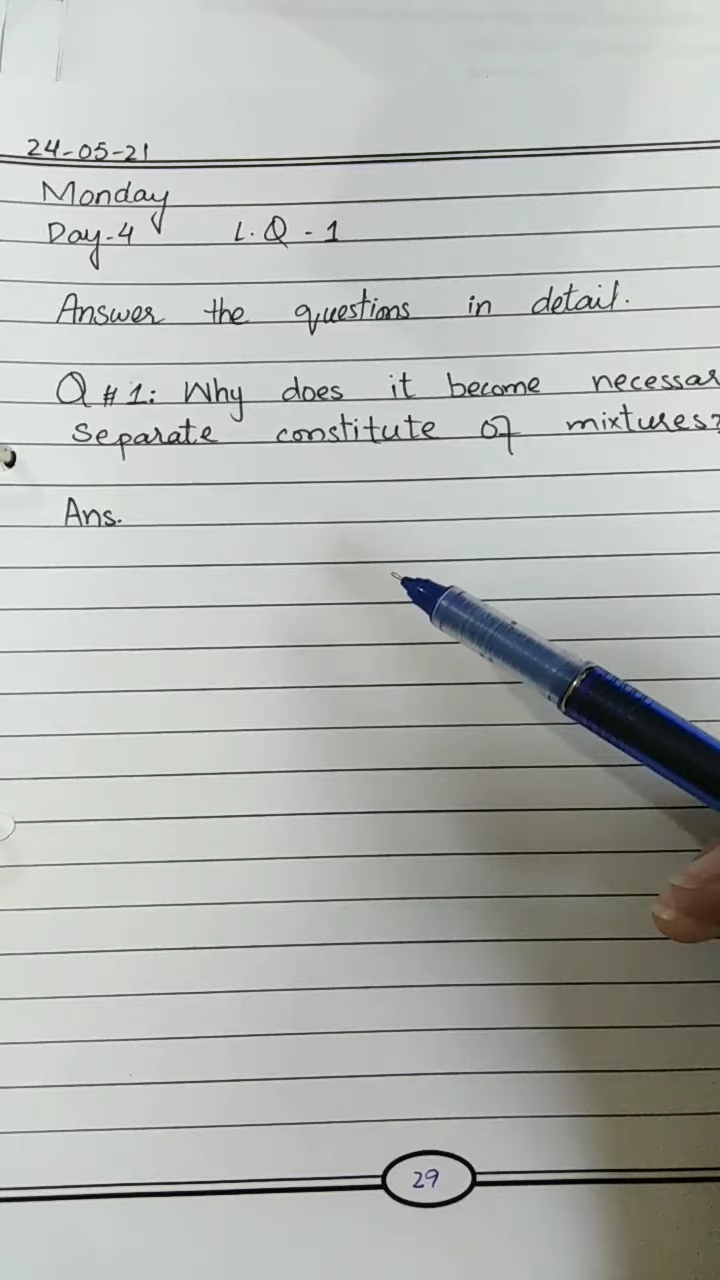 24-05-21
Monday
Day-4 L.Q - 1
Answer the questions in detail.
Q # 1: Why does it become necessar
separate constitute of mixtures?
Ans.
29